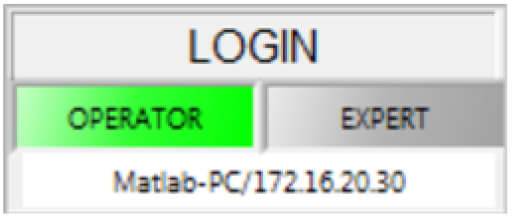 LOGIN
OPERATOR EXPERT
Matlab-PC/172.16.20.30